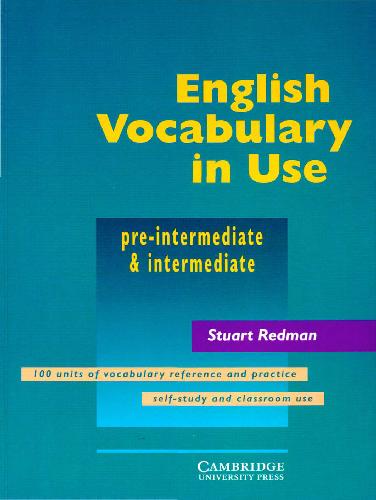 English
Vocabulary
in Use
pre-intermediate
& intermediate
Stuart Redman
100 units of vocabulary reference and practice
self-study and classroom use
CAMBRIDGE
UNIVERSITY PRESS